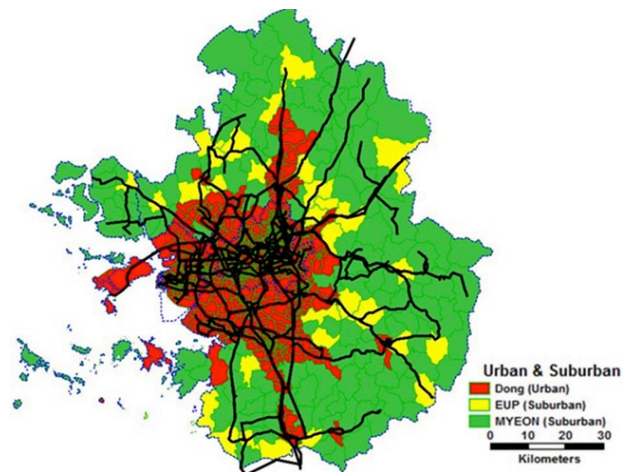 Urban & Suburban
Dong (Urban)
EUP (Suburban)
MYEON (Suburban)
0 10 20 30
Kilometers